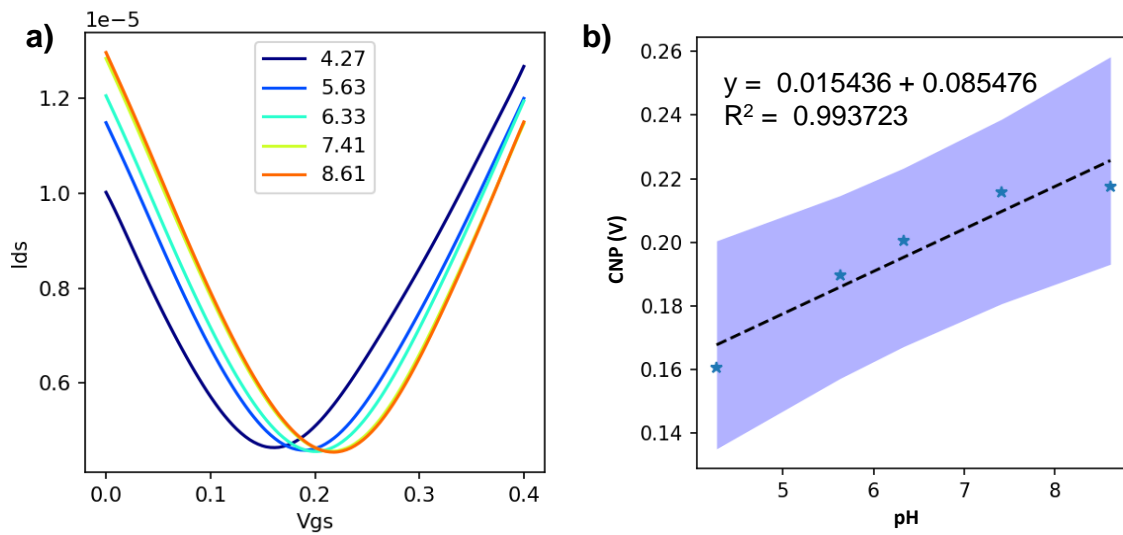 a)
1e−5
4.27
5.63
6.33
7.41
8.61
1.2
1.0
0.8
0.6
Ids
0.0 0.1 0.2 0.3 0.4
Vgs
b)
y = 0.015436 + 0.085476
R² = 0.993723
0.26
0.24
0.22
0.20
0.18
0.16
0.14
CNP (V)
5 6 7 8
pH